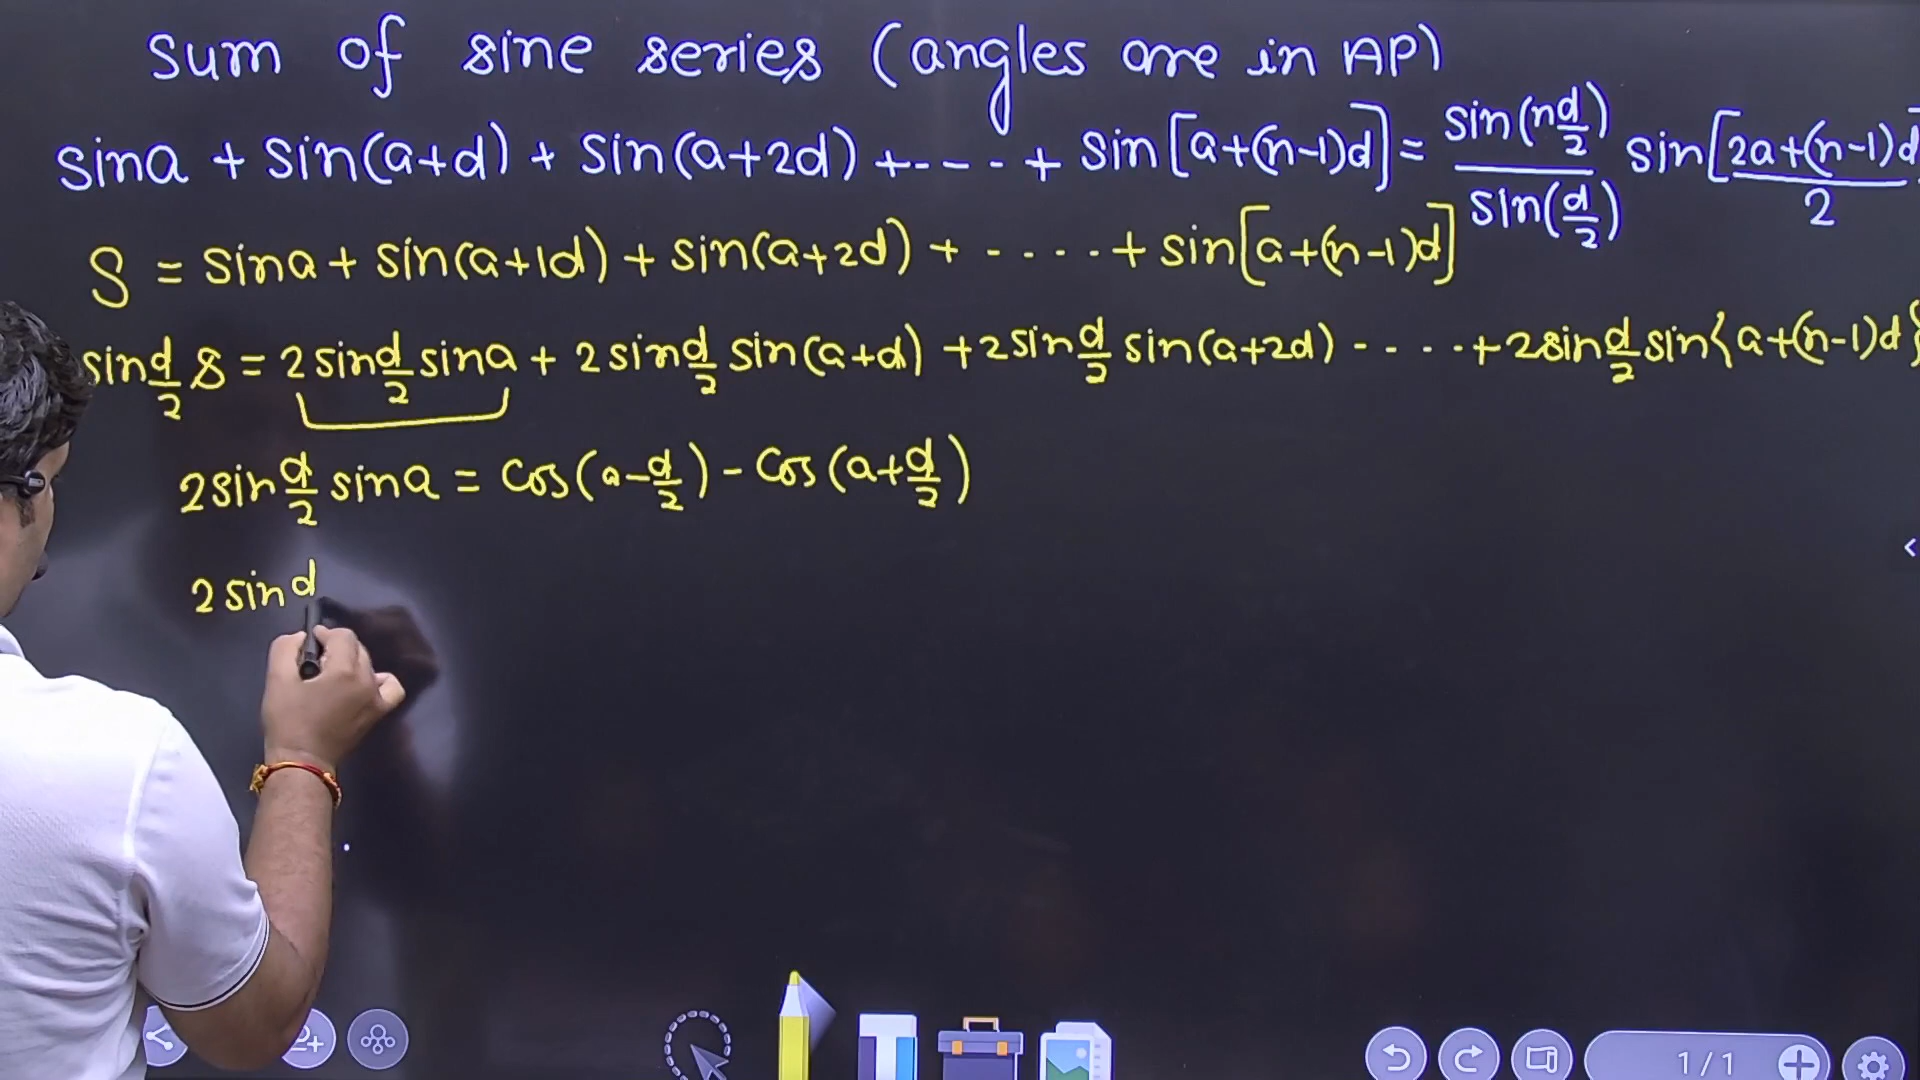 Sum of sine series (angles are in AP)
sina + sin(a+d) + sin(a+2d) +---- + sin[a+(n-1)d] = sin(nd/2)/sin(d/2) sin[2a+(n-1)d/2]
S = sina + sin(a+1d) + sin(a+2d) + ····· + sin[a+(n-1)d]
sin d/2 S = 2 sin d/2 sina + 2 sin d/2 sin(a+d) + 2 sin d/2 sin(a+2d) - · · · · + 2 sin d/2 sin{a+(n-1)d}
2 sin d/2 sina = cos(a-d/2) - cos(a+d/2)
2 sin d
1/1